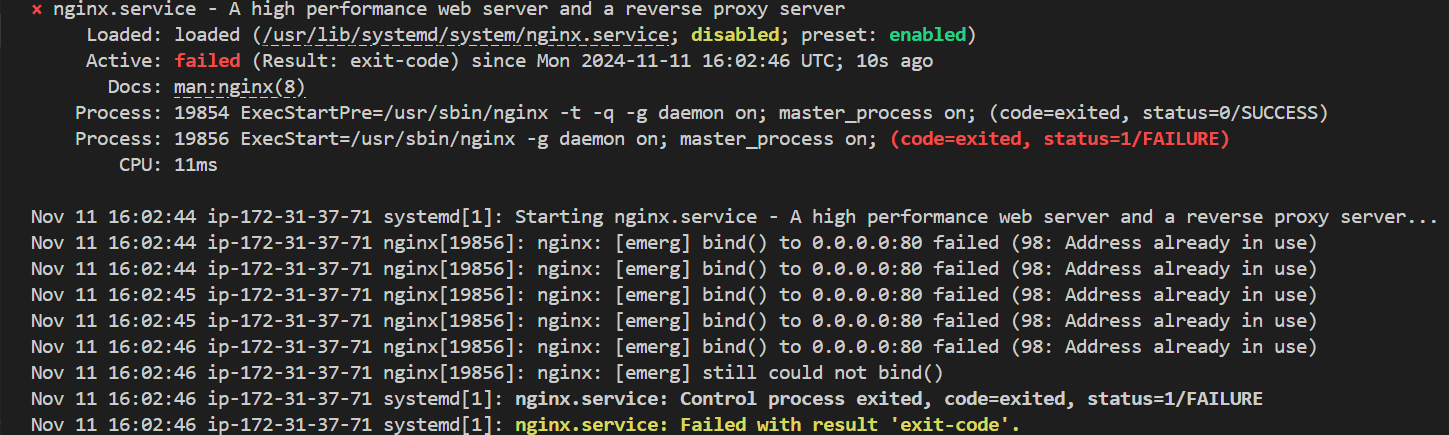 × nginx.service - A high performance web server and a reverse proxy server
Loaded: loaded (/usr/lib/systemd/system/nginx.service; disabled; preset: enabled)
Active: failed (Result: exit-code) since Mon 2024-11-11 16:02:46 UTC; 10s ago
Docs: man:nginx(8)
Process: 19854 ExecStartPre=/usr/sbin/nginx -t -q -g daemon on; master_process on; (code=exited, status=0/SUCCESS)
Process: 19856 ExecStart=/usr/sbin/nginx -g daemon on; master_process on; (code=exited, status=1/FAILURE)
CPU: 11ms
Nov 11 16:02:44 ip-172-31-37-71 systemd[1]: Starting nginx.service - A high performance web server and a reverse proxy server...
Nov 11 16:02:44 ip-172-31-37-71 nginx[19856]: nginx: [emerg] bind() to 0.0.0.0:80 failed (98: Address already in use)
Nov 11 16:02:44 ip-172-31-37-71 nginx[19856]: nginx: [emerg] bind() to 0.0.0.0:80 failed (98: Address already in use)
Nov 11 16:02:45 ip-172-31-37-71 nginx[19856]: nginx: [emerg] bind() to 0.0.0.0:80 failed (98: Address already in use)
Nov 11 16:02:45 ip-172-31-37-71 nginx[19856]: nginx: [emerg] bind() to 0.0.0.0:80 failed (98: Address already in use)
Nov 11 16:02:46 ip-172-31-37-71 nginx[19856]: nginx: [emerg] bind() to 0.0.0.0:80 failed (98: Address already in use)
Nov 11 16:02:46 ip-172-31-37-71 nginx[19856]: nginx: [emerg] still could not bind()
Nov 11 16:02:46 ip-172-31-37-71 systemd[1]: nginx.service: Control process exited, code=exited, status=1/FAILURE
Nov 11 16:02:46 ip-172-31-37-71 systemd[1]: nginx.service: Failed with result 'exit-code'.